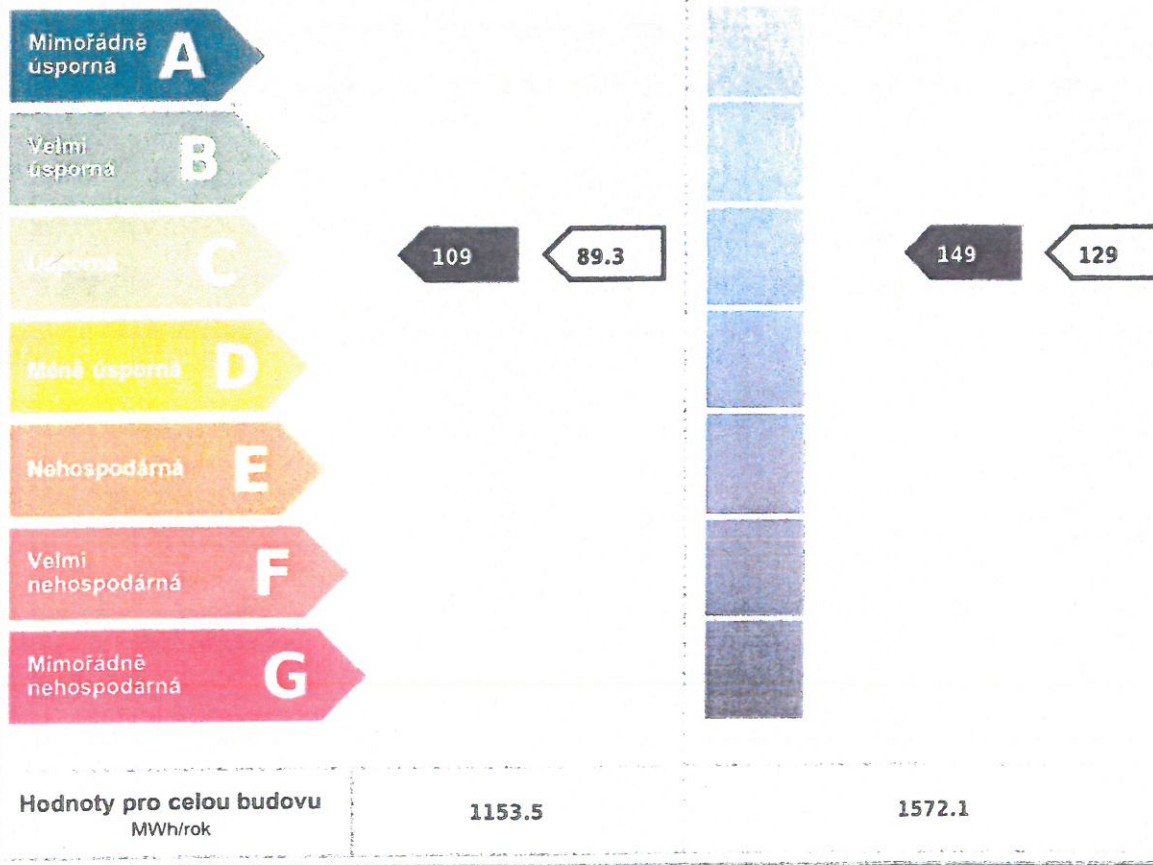 Mimořádně
úsporná
A
Velmi
úsporná
B
Úsporná
C
109
89.3
149
129
Méně úsporná
D
Nehospodárná
E
Velmi
nehospodárná
F
Mimořádně
nehospodárná
G
Hodnoty pro celou budovu
MWh/rok
1153.5
1572.1